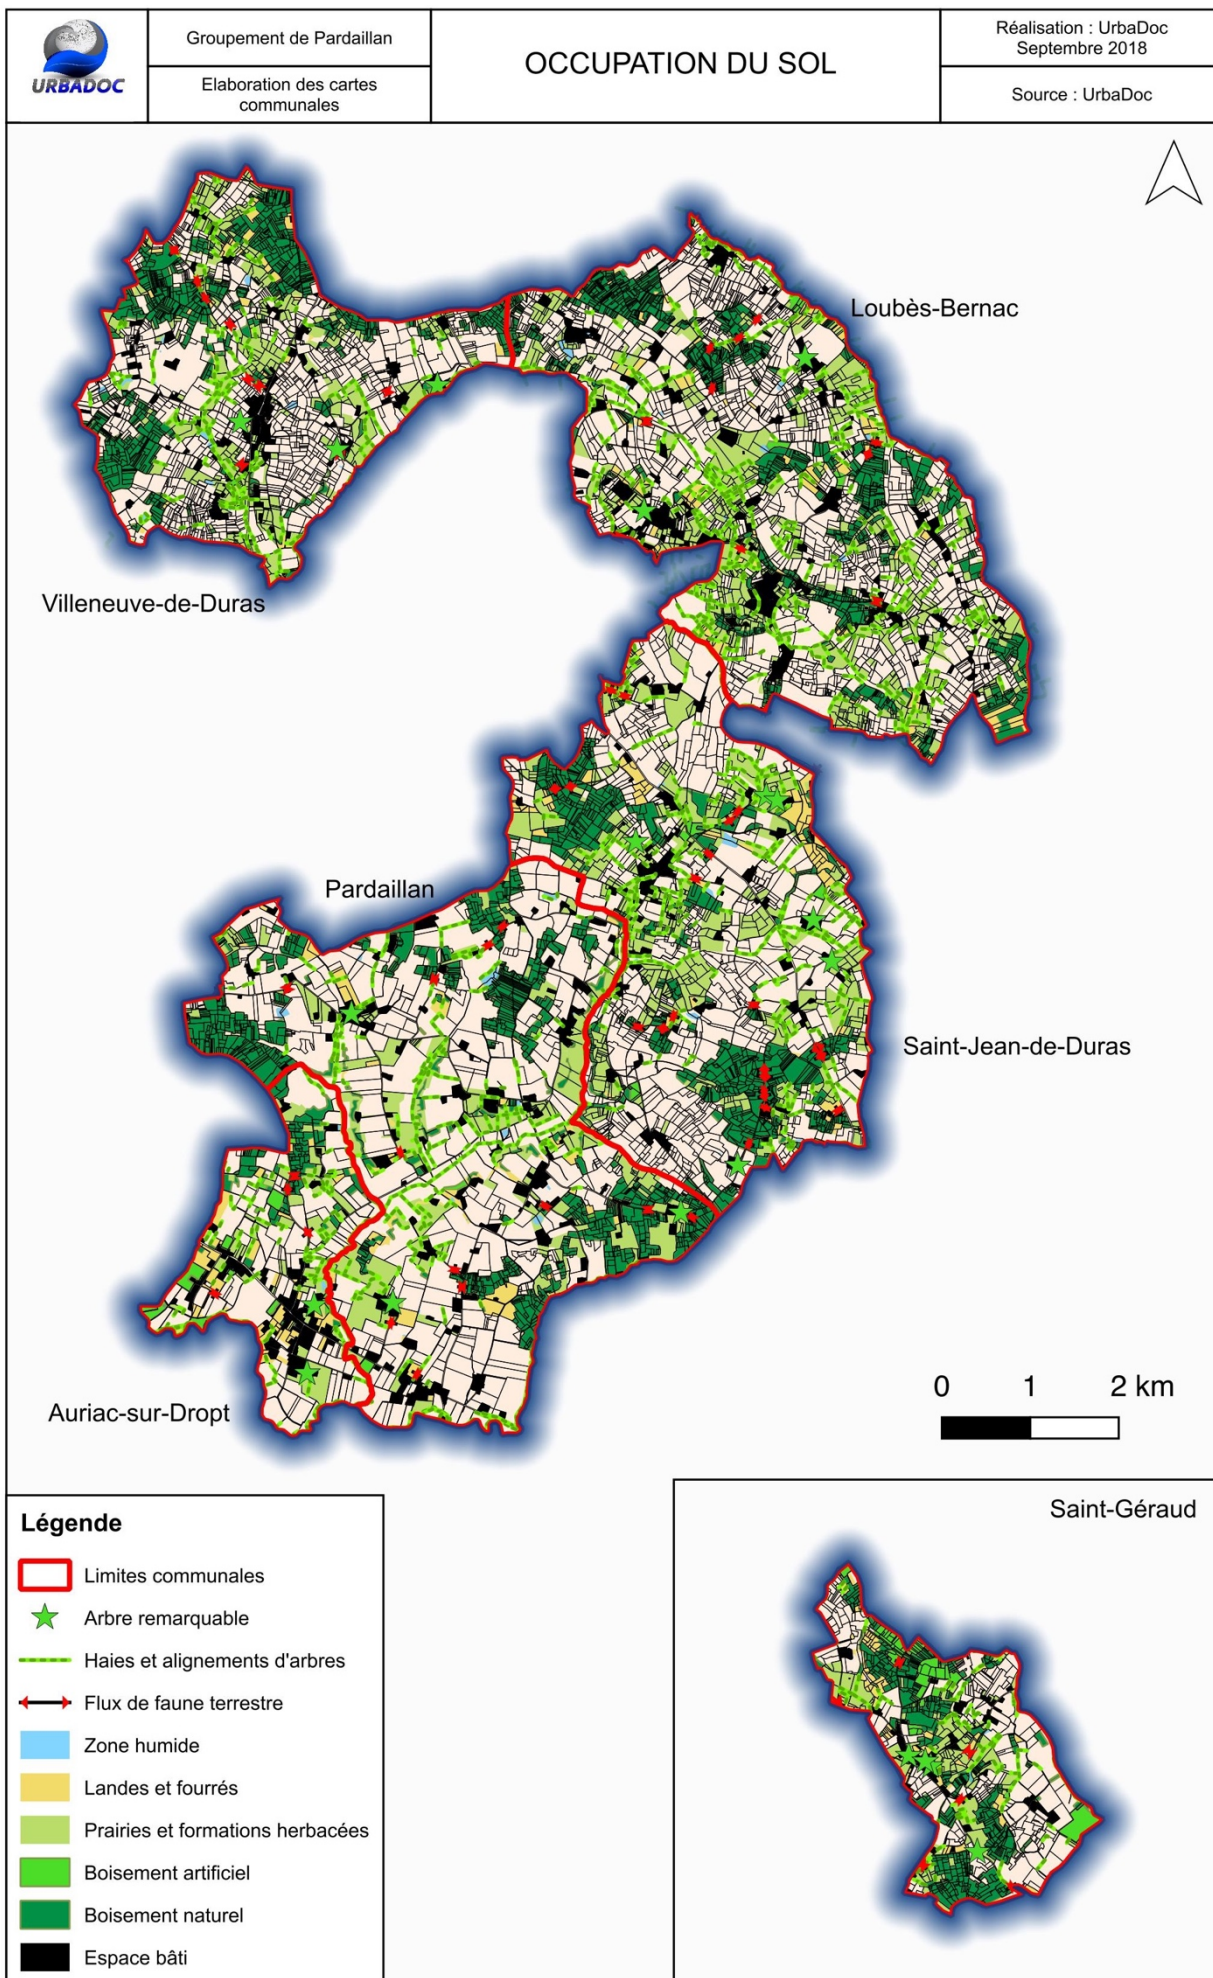 URBADOC
Groupement de Pardaillan
Elaboration des cartes
communales
OCCUPATION DU SOL
Réalisation : UrbaDoc
Septembre 2018
Source : UrbaDoc
Loubès-Bernac
Villeneuve-de-Duras
Pardaillan
Saint-Jean-de-Duras
Auriac-sur-Dropt
0 1 2 km
Saint-Géraud
Légende
Limites communales
Arbre remarquable
Haies et alignements d'arbres
Flux de faune terrestre
Zone humide
Landes et fourrés
Prairies et formations herbacées
Boisement artificiel
Boisement naturel
Espace bâti